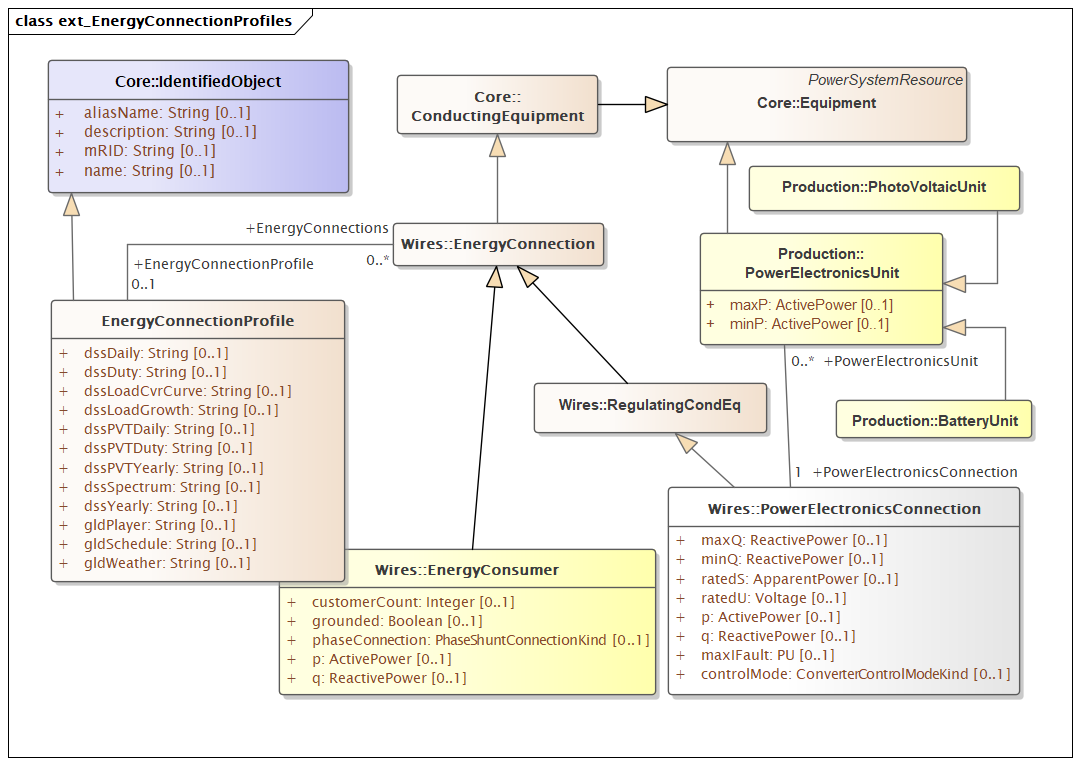 class ext_EnergyConnectionProfiles
Core::IdentifiedObject
+ aliasName: String [0..1]
+ description: String [0..1]
+ mRID: String [0..1]
+ name: String [0..1]
Core::
ConductingEquipment
PowerSystemResource
Core::Equipment
Production::PhotoVoltaicUnit
+EnergyConnections
0..*
Wires::EnergyConnection
Production::
PowerElectronicsUnit
+ maxP: ActivePower [0..1]
+ minP: ActivePower [0..1]
+EnergyConnectionProfile
0..1
EnergyConnectionProfile
+ dssDaily: String [0..1]
+ dssDuty: String [0..1]
+ dssLoadCvrCurve: String [0..1]
+ dssLoadGrowth: String [0..1]
+ dssPVTDaily: String [0..1]
+ dssPVTDuty: String [0..1]
+ dssPVTYearly: String [0..1]
+ dssSpectrum: String [0..1]
+ dssYearly: String [0..1]
+ gldPlayer: String [0..1]
+ gldSchedule: String [0..1]
+ gldWeather: String [0..1]
0..* +PowerElectronicsUnit
Wires::RegulatingCondEq
Production::BatteryUnit
1 +PowerElectronicsConnection
Wires::PowerElectronicsConnection
+ maxQ: ReactivePower [0..1]
+ minQ: ReactivePower [0..1]
+ ratedS: ApparentPower [0..1]
+ ratedU: Voltage [0..1]
+ p: ActivePower [0..1]
+ q: ReactivePower [0..1]
+ maxIFault: PU [0..1]
+ controlMode: ConverterControlModeKind [0..1]
Wires::EnergyConsumer
+ customerCount: Integer [0..1]
+ grounded: Boolean [0..1]
+ phaseConnection: PhaseShuntConnectionKind [0..1]
+ p: ActivePower [0..1]
+ q: ReactivePower [0..1]